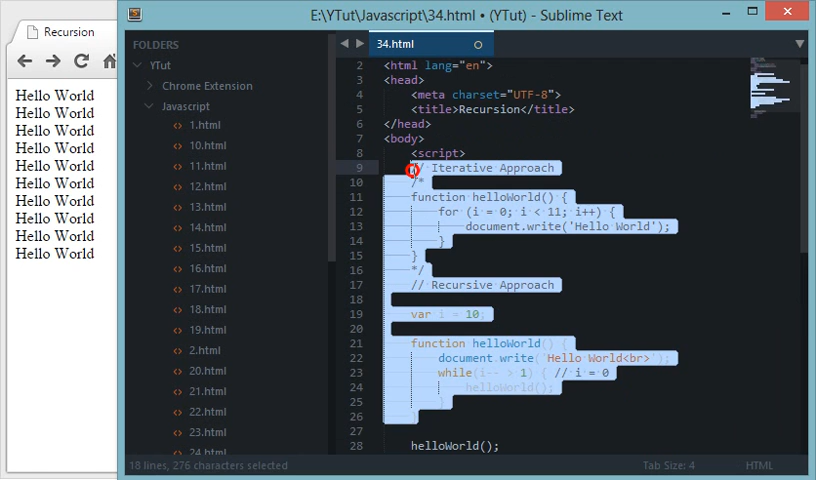 Recursion
Hello World
Hello World
Hello World
Hello World
Hello World
Hello World
Hello World
Hello World
Hello World
Hello World
E:\YTut\Javascript\34.html • (YTut) - Sublime Text
FOLDERS
YTut
Chrome Extension
Javascript
<> 1.html
<> 10.html
<> 11.html
<> 12.html
<> 13.html
<> 14.html
<> 15.html
<> 16.html
<> 17.html
<> 18.html
<> 19.html
<> 2.html
<> 20.html
<> 21.html
<> 22.html
<> 23.html
<> 24.html
34.html
2 <html lang="en">
3 <head>
4 <meta charset="UTF-8">
5 <title>Recursion</title>
6 </head>
7 <body>
8 <script>
9 // Iterative Approach
10 /*
11 function helloWorld() {
12 for (i = 0; i < 11; i++) {
13 document.write('Hello World');
14 }
15 }
16 */
17 // Recursive Approach
18
19 var i = 10;
20
21 function helloWorld() {
22 document.write('Hello World<br>');
23 while(i-- > 1) { // i = 0
24 helloWorld();
25 }
26 }
27
28 helloWorld();
18 lines, 276 characters selected
Tab Size: 4
HTML